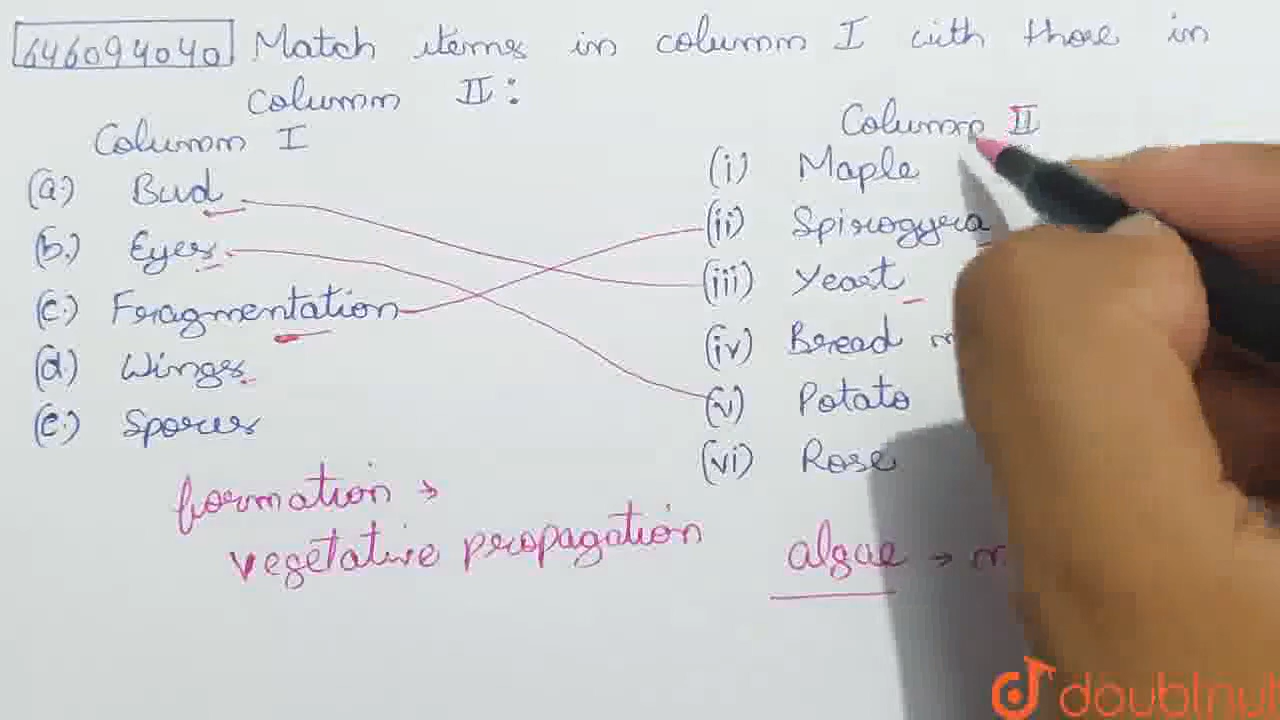 646094040 Match items in column I with those in
Column II:
Column I
Column II
(a.) Bud
(i) Maple
(b.) Eyes
(ii) Spirogyra
(c.) Fragmentation
(iii) Yeast
(d.) Wings
(iv) Bread
(e.) Spores
(v) Potato
(vi) Rose
formation →
vegetative propagation
algae →
doubtnut